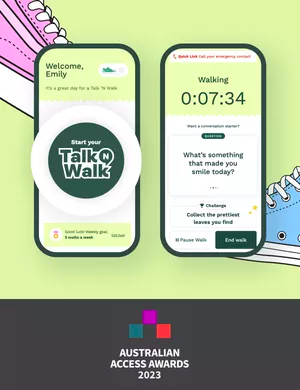 Welcome,
Emily
It's a great day for a Talk 'N Walk
Start your
Talk N
Walk
Good luck! Weekly goal:
5 walks a week
Quick Link Call your emergency contact
Walking
0:07:34
Want a conversation starter?
QUESTION
What's something
that made you
smile today?
Challenge
Collect the prettiest
leaves you find
Pause Walk
End walk
AUSTRALIAN
ACCESS AWARDS
2023